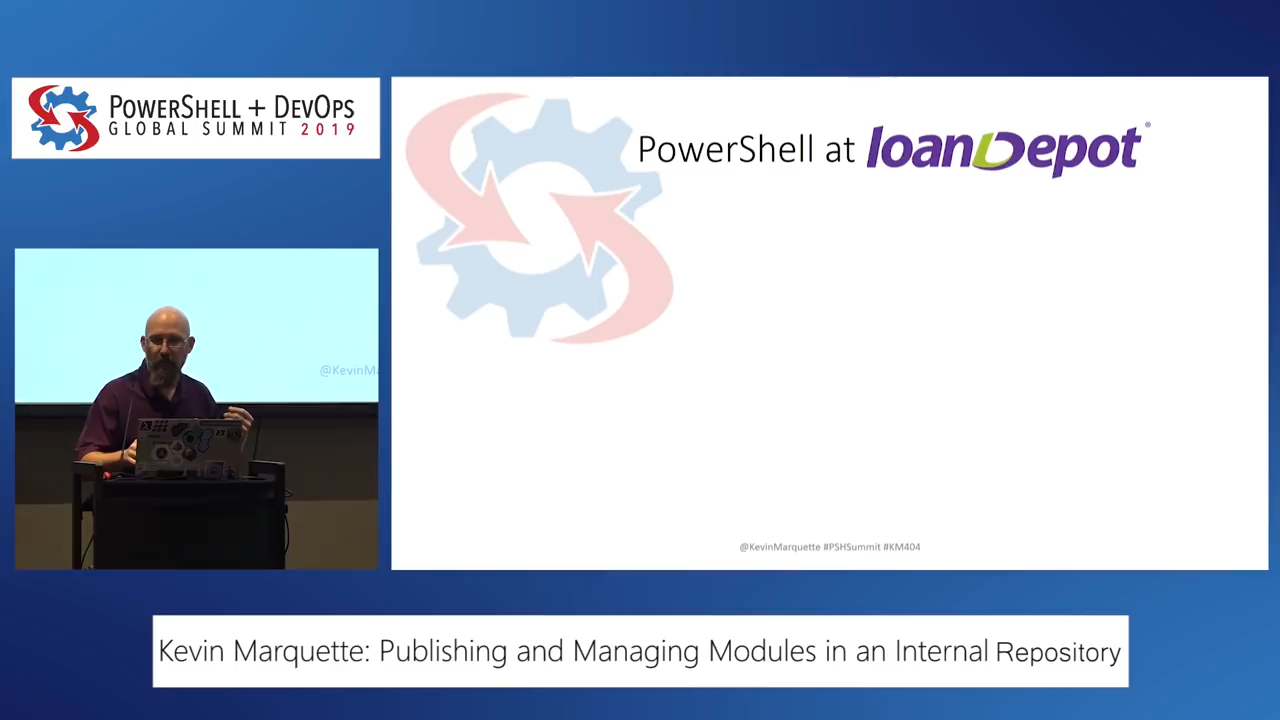 POWERSHELL + DEVOPS
GLOBAL SUMMIT 2019
PowerShell at loanDepot®
@KevinMa
@KevinMarquette #PSHSummit #KM404
Kevin Marquette: Publishing and Managing Modules in an Internal Repository